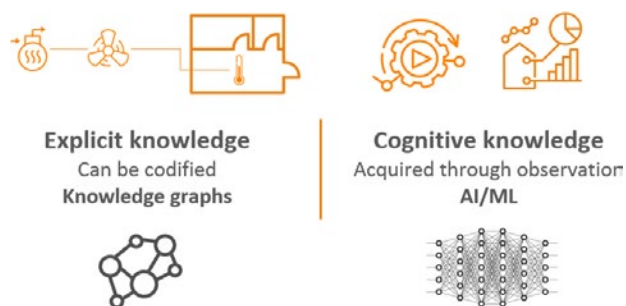 Explicit knowledge
Can be codified
Knowledge graphs
Cognitive knowledge
Acquired through observation
AI/ML